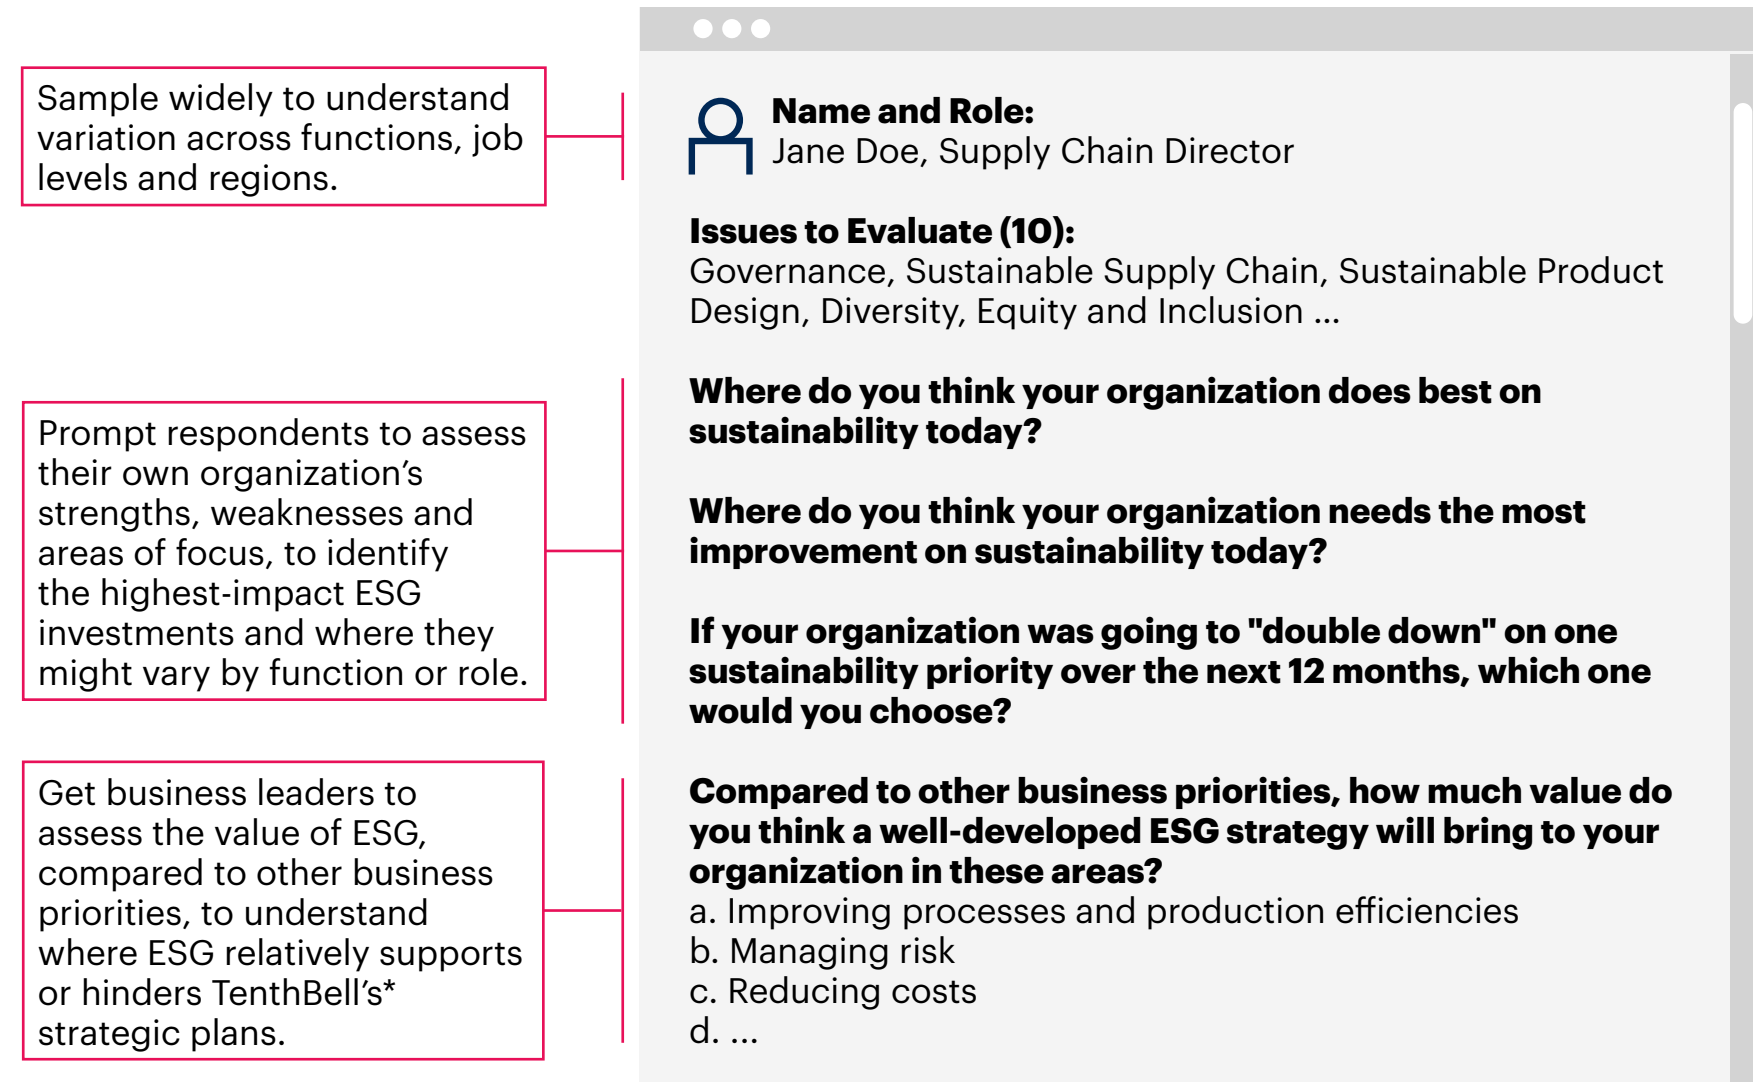 Sample widely to understand
variation across functions, job
levels and regions.
Prompt respondents to assess
their own organization’s
strengths, weaknesses and
areas of focus, to identify
the highest-impact ESG
investments and where they
might vary by function or role.
Get business leaders to
assess the value of ESG,
compared to other business
priorities, to understand
where ESG relatively supports
or hinders TenthBell’s*
strategic plans.
Name and Role:
Jane Doe, Supply Chain Director
Issues to Evaluate (10):
Governance, Sustainable Supply Chain, Sustainable Product
Design, Diversity, Equity and Inclusion ...
Where do you think your organization does best on
sustainability today?
Where do you think your organization needs the most
improvement on sustainability today?
If your organization was going to "double down" on one
sustainability priority over the next 12 months, which one
would you choose?
Compared to other business priorities, how much value do
you think a well-developed ESG strategy will bring to your
organization in these areas?
a. Improving processes and production efficiencies
b. Managing risk
c. Reducing costs
d. ...